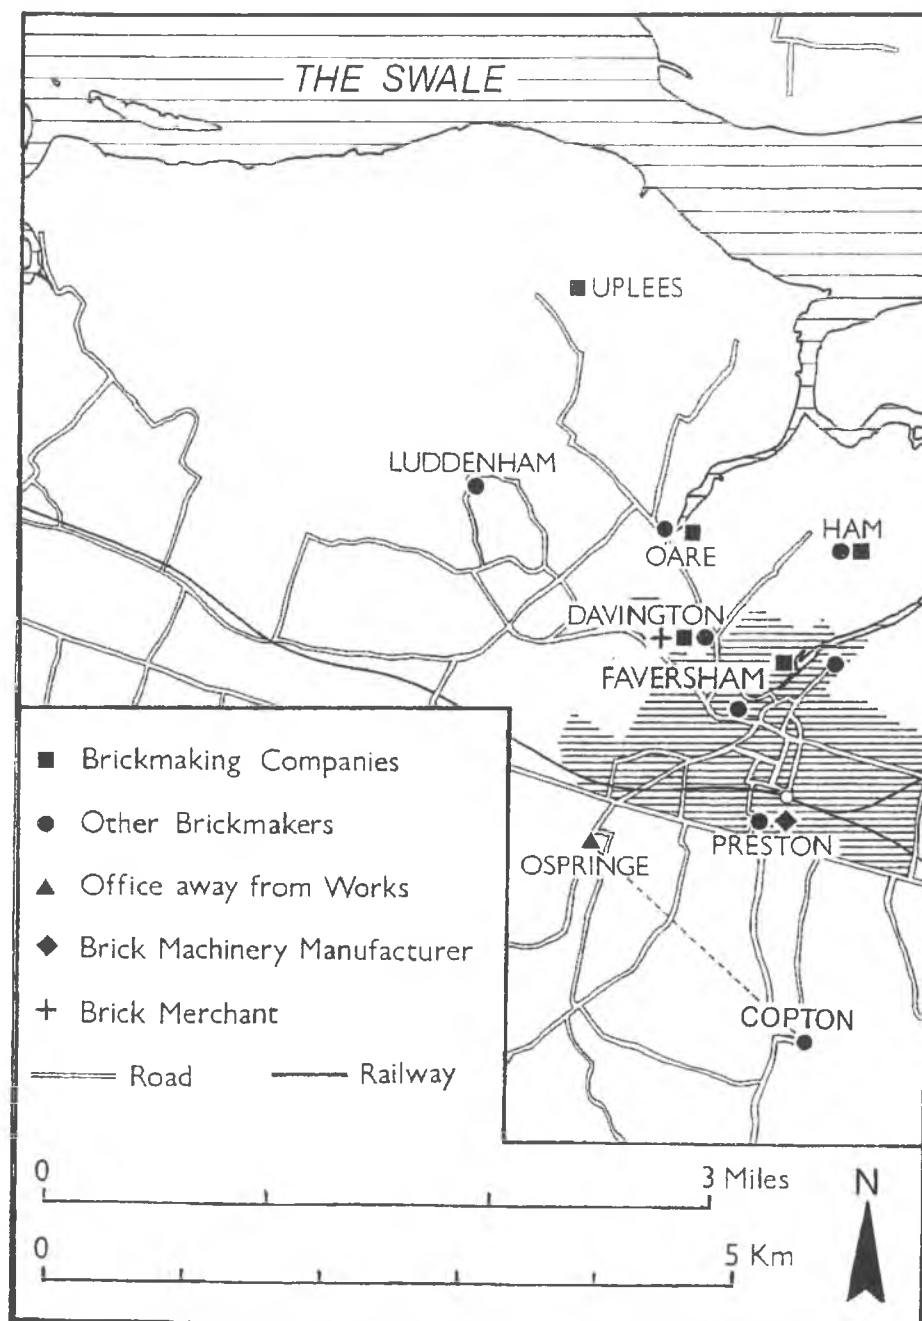 THE SWALE
UPLEES
LUDDENHAM
HAM
OARE
DAVINGTON
FAVERSHAM
PRESTON
OSPRINGE
COPTON
Brickmaking Companies
Other Brickmakers
Office away from Works
Brick Machinery Manufacturer
Brick Merchant
Road Railway
0 3 Miles
N
0 5 Km